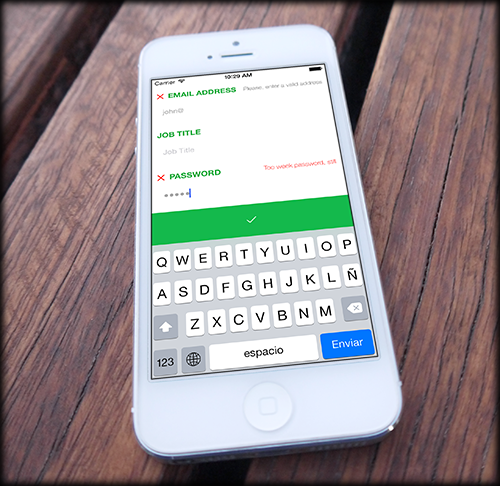 Carrier 10:29 AM
EMAIL ADDRESS Please, enter a valid address
john@
JOB TITLE
Job Title
PASSWORD Too weak password, still
Q W E R T Y U I O P
A S D F G H J K L Ñ
Z X C V B N M
123 espacio Enviar